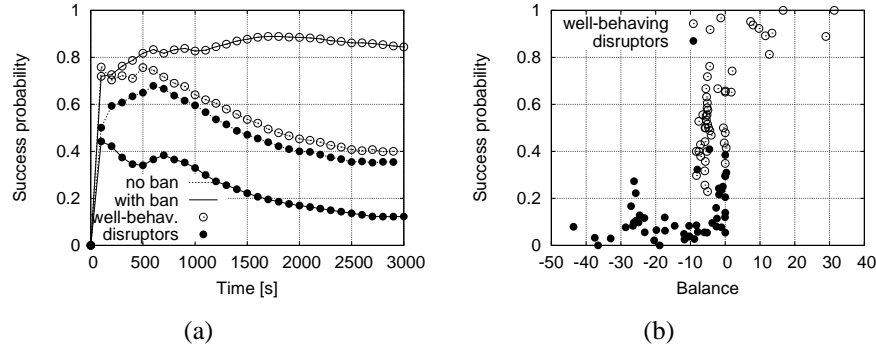 Success probability
1
0.8
0.6
0.4
0.2
0
no ban
with ban
well-behav.
disruptors
0 500 1000 1500 2000 2500 3000
Time [s]
(a)
Success probability
1
0.8
0.6
0.4
0.2
0
well-behaving
disruptors
-50 -40 -30 -20 -10 0 10 20 30 40
Balance
(b)